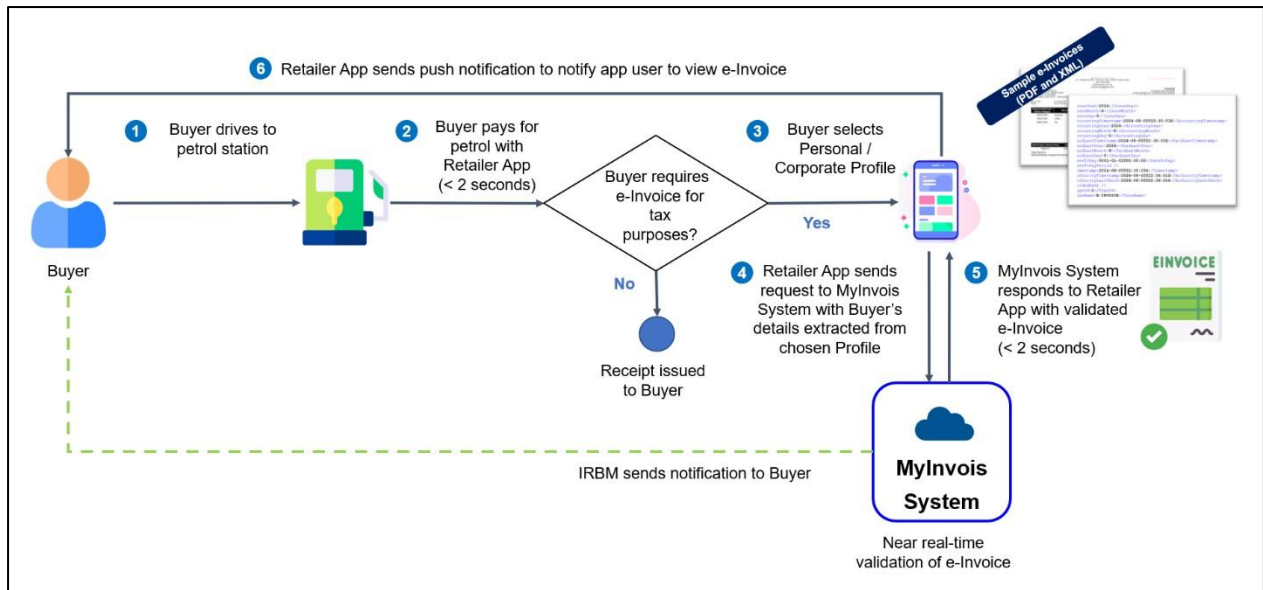 6 Retailer App sends push notification to notify app user to view e-Invoice
Sample e-Invoices
(PDF and XML)
1 Buyer drives to
petrol station
2 Buyer pays for
petrol with
Retailer App
(< 2 seconds)
3 Buyer selects
Personal /
Corporate Profile
Buyer requires
e-Invoice for
tax
purposes?
Yes
Buyer
No
Receipt issued
to Buyer
4 Retailer App sends
request to MyInvois
System with Buyer's
details extracted from
chosen Profile
5 MyInvois System
responds to Retailer
App with validated
e-Invoice
(< 2 seconds)
EINVOICE
IRBM sends notification to Buyer
MyInvois
System
Near real-time
validation of e-Invoice